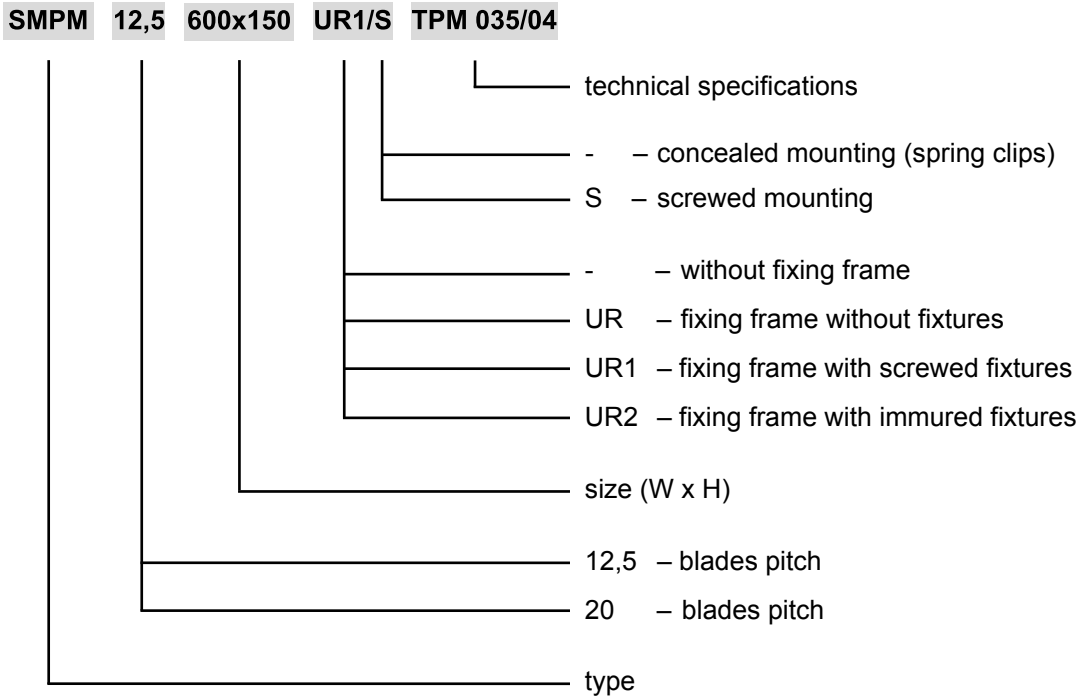 SMPM 12,5 600x150 UR1/S TPM 035/04
technical specifications
- – concealed mounting (spring clips)
S – screwed mounting
- – without fixing frame
UR – fixing frame without fixtures
UR1 – fixing frame with screwed fixtures
UR2 – fixing frame with immured fixtures
size (W x H)
12,5 – blades pitch
20 – blades pitch
type